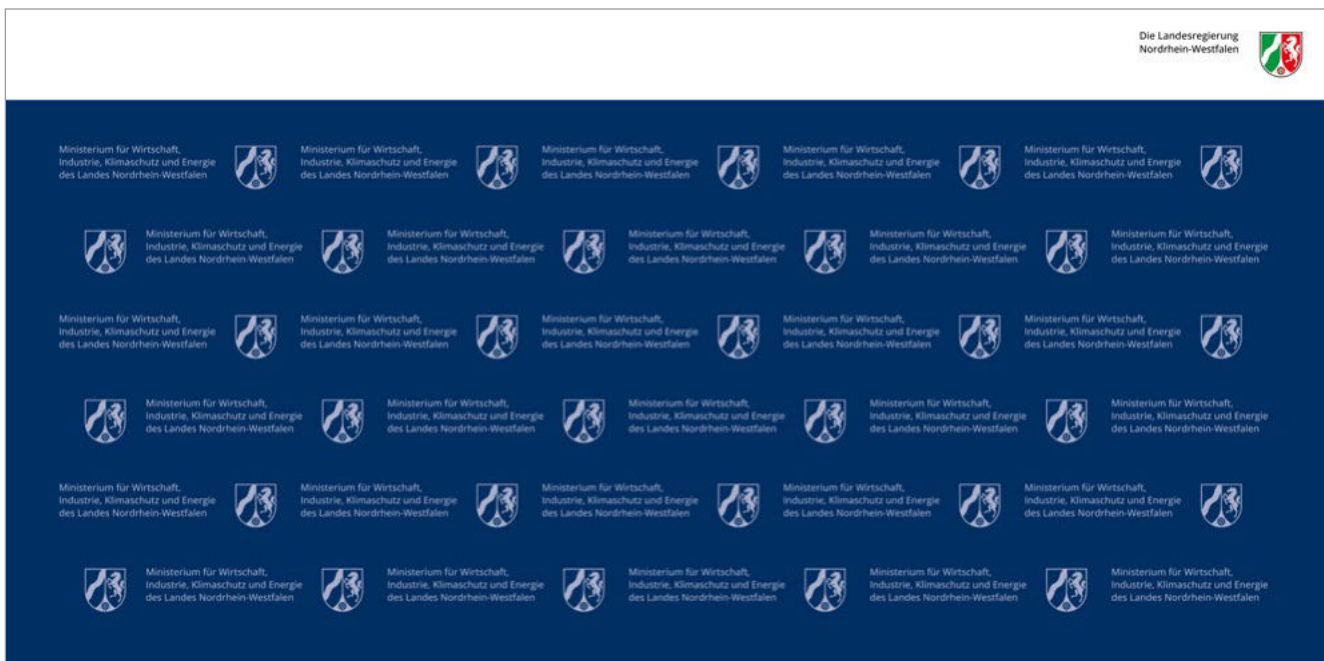 Die Landesregierung
Nordrhein-Westfalen
Ministerium für Wirtschaft,
Industrie, Klimaschutz und Energie
des Landes Nordrhein-Westfalen
Ministerium für Wirtschaft,
Industrie, Klimaschutz und Energie
des Landes Nordrhein-Westfalen
Ministerium für Wirtschaft,
Industrie, Klimaschutz und Energie
des Landes Nordrhein-Westfalen
Ministerium für Wirtschaft,
Industrie, Klimaschutz und Energie
des Landes Nordrhein-Westfalen
Ministerium für Wirtschaft,
Industrie, Klimaschutz und Energie
des Landes Nordrhein-Westfalen
Ministerium für Wirtschaft,
Industrie, Klimaschutz und Energie
des Landes Nordrhein-Westfalen
Ministerium für Wirtschaft,
Industrie, Klimaschutz und Energie
des Landes Nordrhein-Westfalen
Ministerium für Wirtschaft,
Industrie, Klimaschutz und Energie
des Landes Nordrhein-Westfalen
Ministerium für Wirtschaft,
Industrie, Klimaschutz und Energie
des Landes Nordrhein-Westfalen
Ministerium für Wirtschaft,
Industrie, Klimaschutz und Energie
des Landes Nordrhein-Westfalen
Ministerium für Wirtschaft,
Industrie, Klimaschutz und Energie
des Landes Nordrhein-Westfalen
Ministerium für Wirtschaft,
Industrie, Klimaschutz und Energie
des Landes Nordrhein-Westfalen
Ministerium für Wirtschaft,
Industrie, Klimaschutz und Energie
des Landes Nordrhein-Westfalen
Ministerium für Wirtschaft,
Industrie, Klimaschutz und Energie
des Landes Nordrhein-Westfalen
Ministerium für Wirtschaft,
Industrie, Klimaschutz und Energie
des Landes Nordrhein-Westfalen
Ministerium für Wirtschaft,
Industrie, Klimaschutz und Energie
des Landes Nordrhein-Westfalen
Ministerium für Wirtschaft,
Industrie, Klimaschutz und Energie
des Landes Nordrhein-Westfalen
Ministerium für Wirtschaft,
Industrie, Klimaschutz und Energie
des Landes Nordrhein-Westfalen
Ministerium für Wirtschaft,
Industrie, Klimaschutz und Energie
des Landes Nordrhein-Westfalen
Ministerium für Wirtschaft,
Industrie, Klimaschutz und Energie
des Landes Nordrhein-Westfalen
Ministerium für Wirtschaft,
Industrie, Klimaschutz und Energie
des Landes Nordrhein-Westfalen
Ministerium für Wirtschaft,
Industrie, Klimaschutz und Energie
des Landes Nordrhein-Westfalen
Ministerium für Wirtschaft,
Industrie, Klimaschutz und Energie
des Landes Nordrhein-Westfalen
Ministerium für Wirtschaft,
Industrie, Klimaschutz und Energie
des Landes Nordrhein-Westfalen
Ministerium für Wirtschaft,
Industrie, Klimaschutz und Energie
des Landes Nordrhein-Westfalen
Ministerium für Wirtschaft,
Industrie, Klimaschutz und Energie
des Landes Nordrhein-Westfalen
Ministerium für Wirtschaft,
Industrie, Klimaschutz und Energie
des Landes Nordrhein-Westfalen
Ministerium für Wirtschaft,
Industrie, Klimaschutz und Energie
des Landes Nordrhein-Westfalen
Ministerium für Wirtschaft,
Industrie, Klimaschutz und Energie
des Landes Nordrhein-Westfalen
Ministerium für Wirtschaft,
Industrie, Klimaschutz und Energie
des Landes Nordrhein-Westfalen